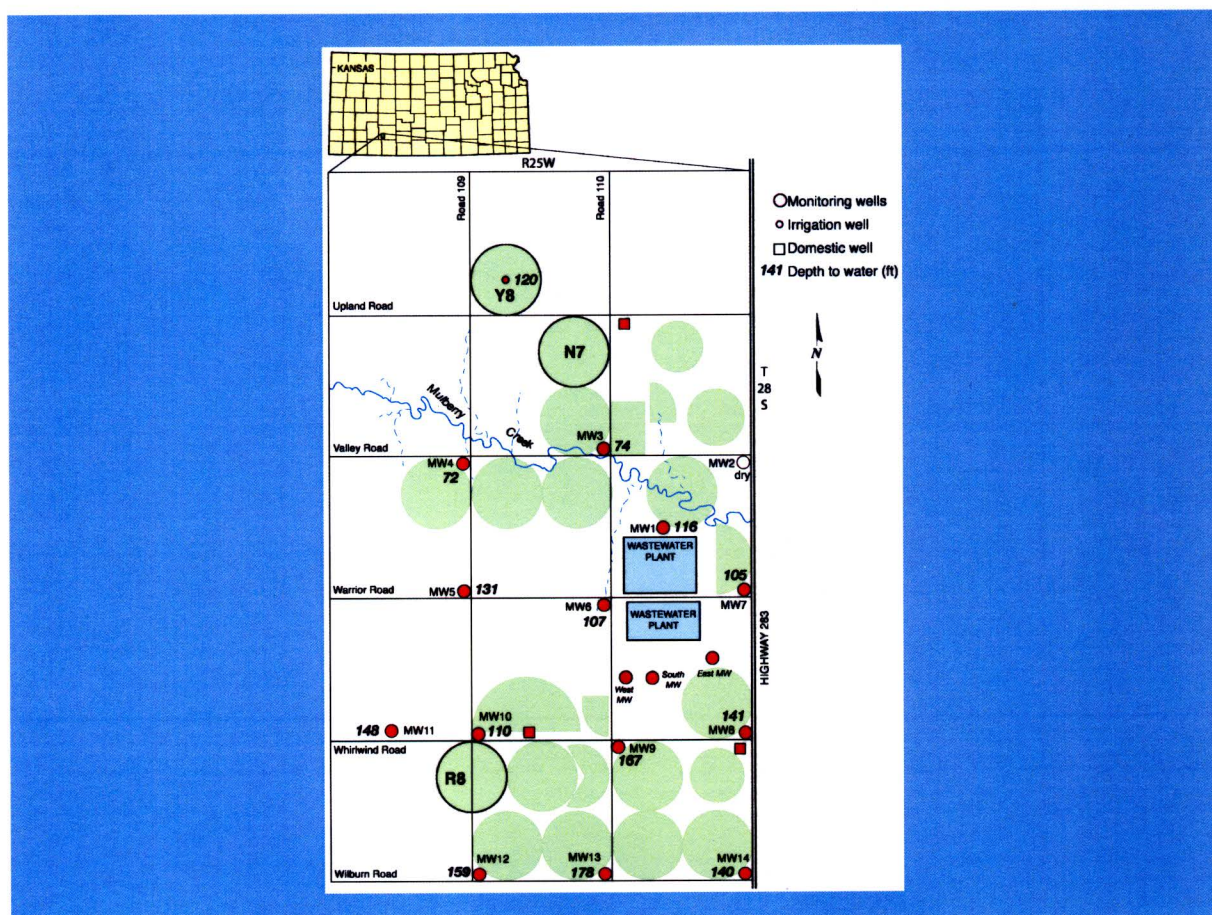 KANSAS
R25W
Road 109
Road 110
Monitoring wells
Irrigation well
Domestic well
141 Depth to water (ft)
120
Y8
Upland Road
N7
N
T
28
S
Mulberry
Creek
MW3
74
Valley Road
MW4
72
MW2
dry
MW1
116
WASTEWATER
PLANT
105
Warrior Road
MW5
131
MW6
107
MW7
WASTEWATER
PLANT
HIGHWAY 283
East MW
West
MW
South
MW
148
MW11
MW10
110
141
MW8
Whirlwind Road
MW9
167
R8
MW12
159
MW13
178
MW14
140
Wilburn Road